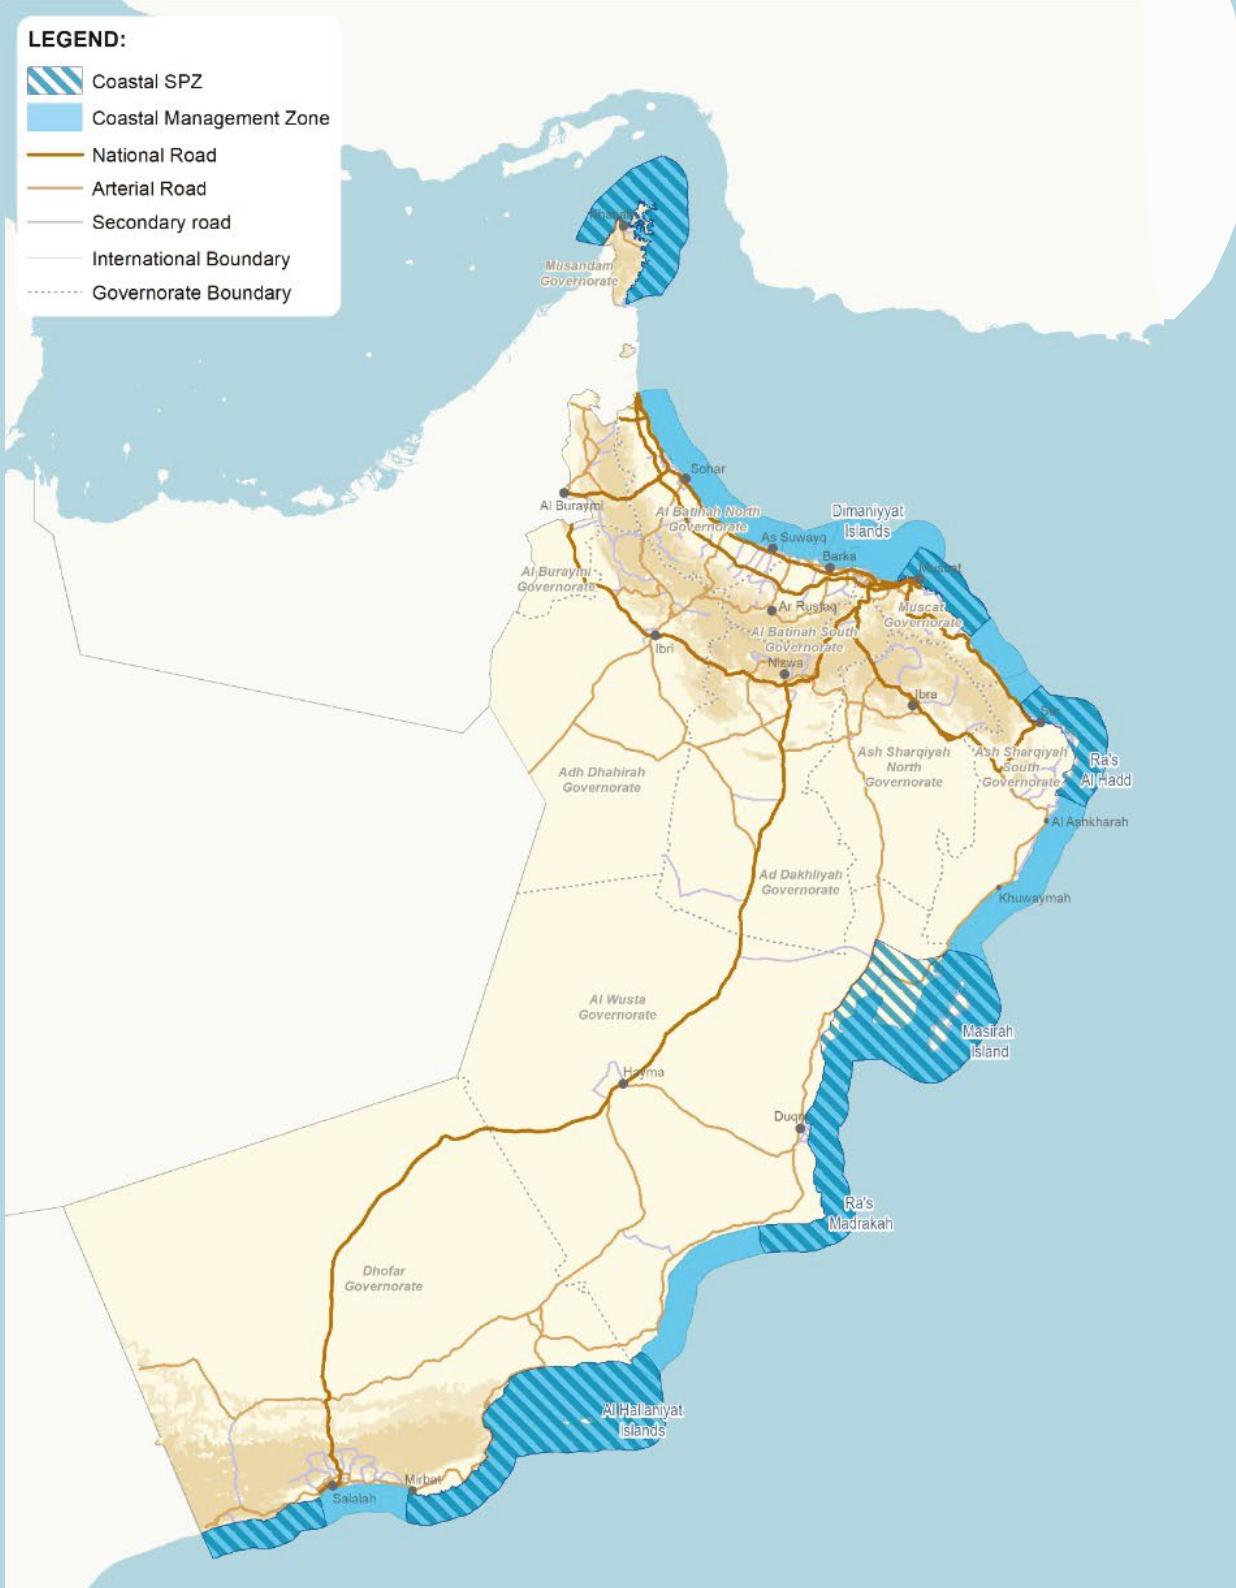 LEGEND:
Coastal SPZ
Coastal Management Zone
National Road
Arterial Road
Secondary road
International Boundary
Governorate Boundary
Khasab
Musandam
Governorate
Sohar
Al Buraymi
Al Batinah North
Governorate
Dimaniyyat
Islands
As Suwayq
Barka
Muscat
Al Buraymi
Governorate
Ar Rustaq
Muscat
Governorate
Al Batinah South
Governorate
Ibri
Nizwa
Ibra
Sur
Adh Dhahirah
Governorate
Ash Sharqiyah
North
Governorate
Ash Sharqiyah
South
Governorate
Ra's
Al Hadd
Al Ashkharah
Ad Dakhliyah
Governorate
Khuwaymah
Al Wusta
Governorate
Masirah
Island
Hayma
Duqm
Ra's
Madrakah
Dhofar
Governorate
Al Hallaniyat
Islands
Mirbat
Salalah